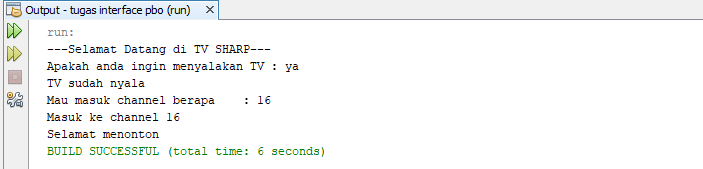 Output - tugas interface pbo (run)
run:
---Selamat Datang di TV SHARP---
Apakah anda ingin menyalakan TV : ya
TV sudah nyala
Mau masuk channel berapa    : 16
Masuk ke channel 16
Selamat menonton
BUILD SUCCESSFUL (total time: 6 seconds)